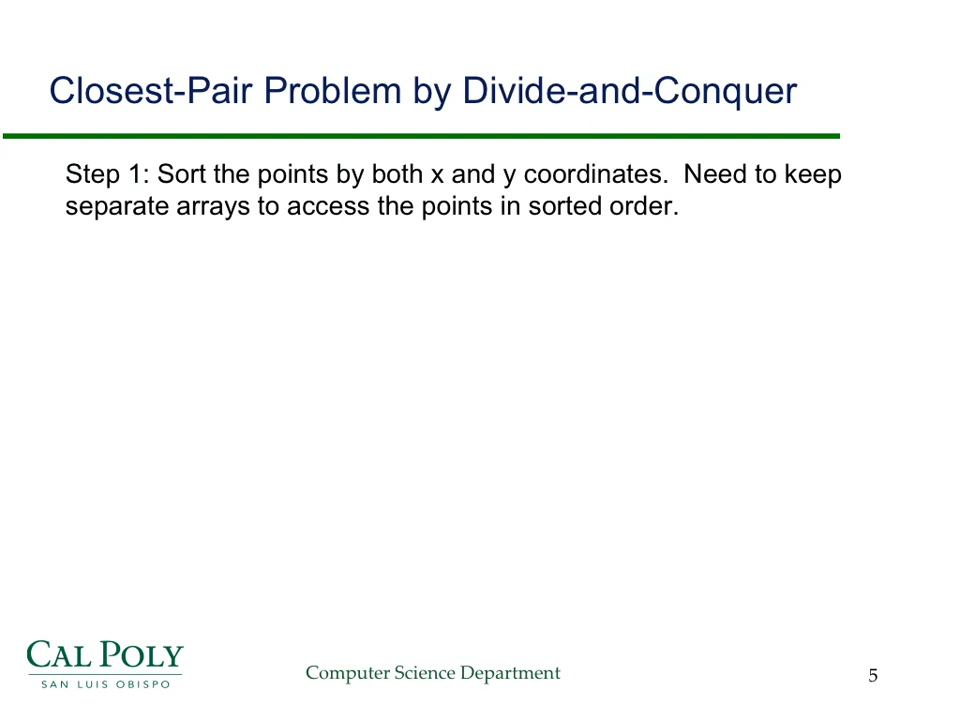 Closest-Pair Problem by Divide-and-Conquer
Step 1: Sort the points by both x and y coordinates.  Need to keep
separate arrays to access the points in sorted order.
CAL POLY
SAN LUIS OBISPO
Computer Science Department
5